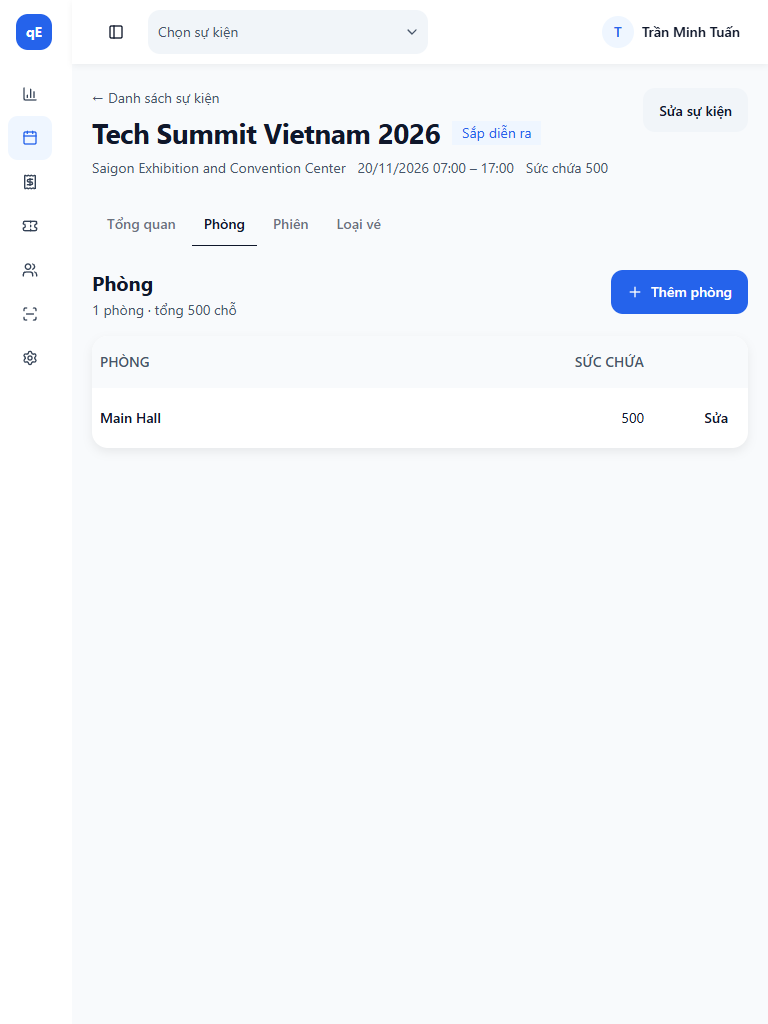 qE
Chọn sự kiện
T
Trần Minh Tuấn
← Danh sách sự kiện
Sửa sự kiện
Tech Summit Vietnam 2026
Sắp diễn ra
Saigon Exhibition and Convention Center 20/11/2026 07:00 – 17:00 Sức chứa 500
Tổng quan Phòng Phiên Loại vé
Phòng
1 phòng · tổng 500 chỗ
Thêm phòng
PHÒNG SỨC CHỨA
Main Hall 500 Sửa